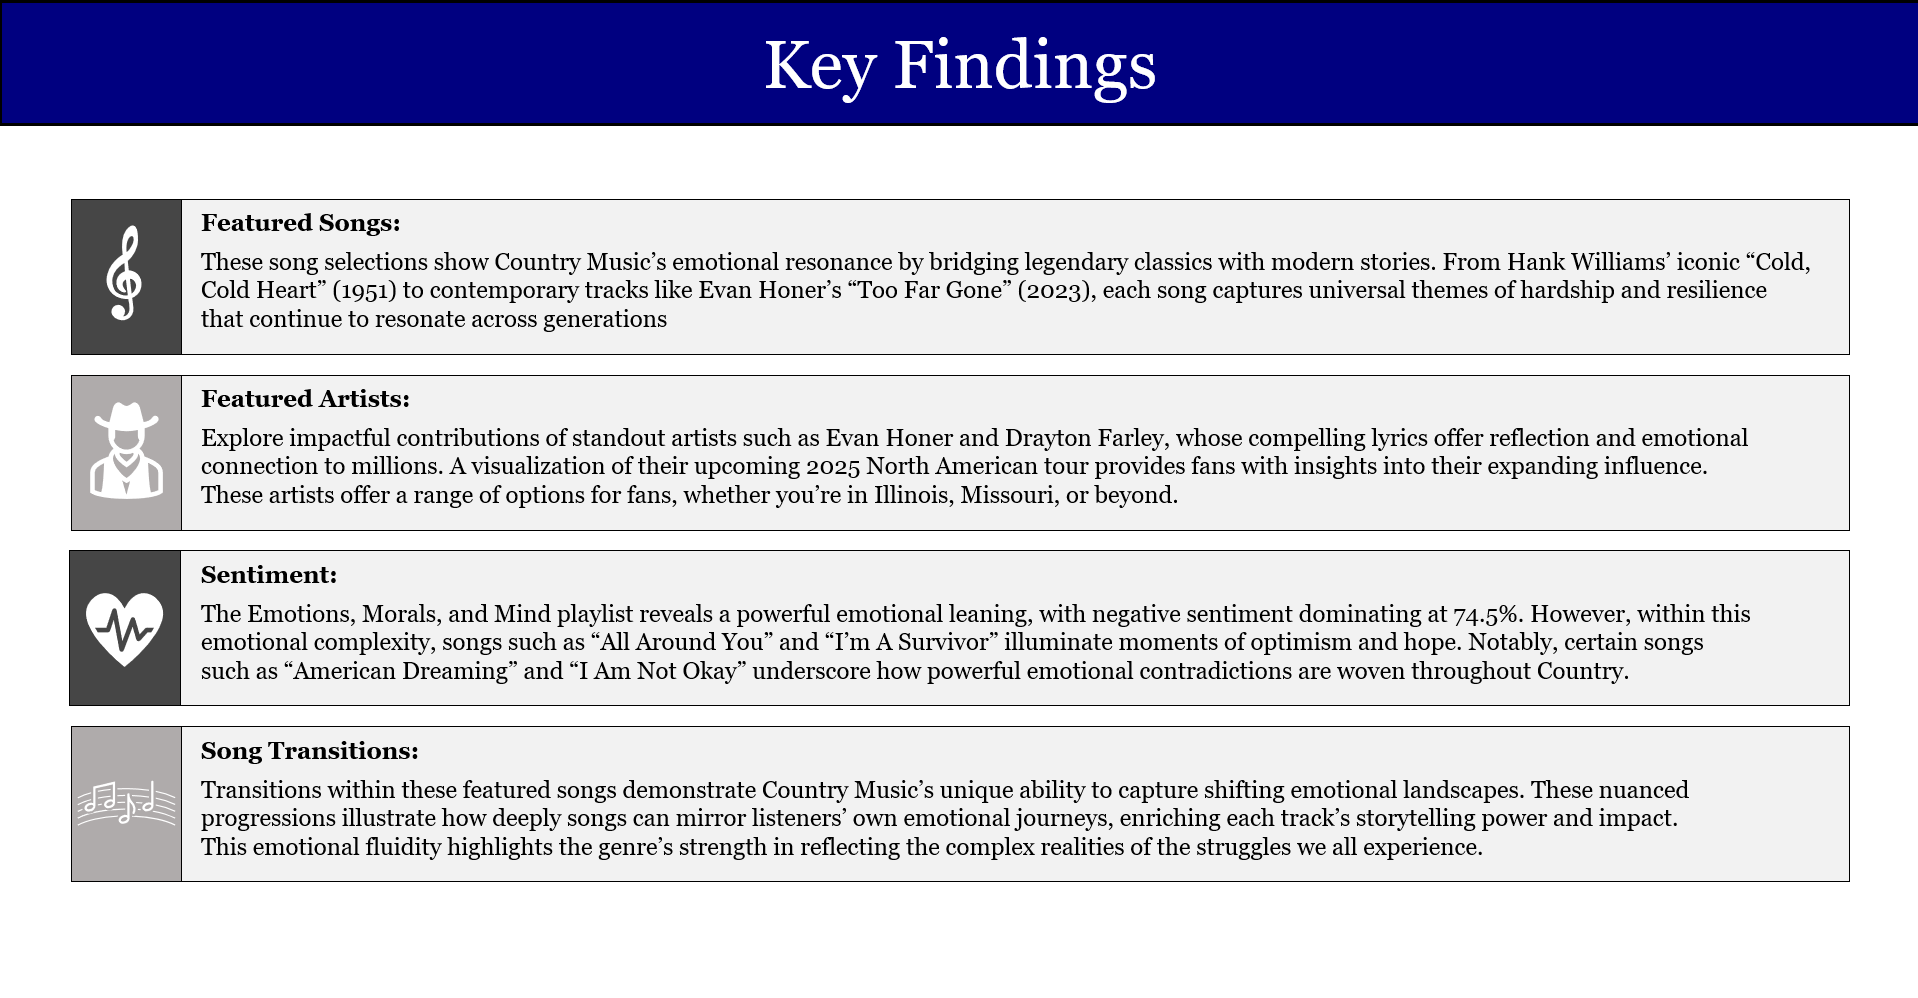 Key Findings
Featured Songs:
These song selections show Country Music’s emotional resonance by bridging legendary classics with modern stories. From Hank Williams’ iconic “Cold,
Cold Heart” (1951) to contemporary tracks like Evan Honer’s “Too Far Gone” (2023), each song captures universal themes of hardship and resilience
that continue to resonate across generations
Featured Artists:
Explore impactful contributions of standout artists such as Evan Honer and Drayton Farley, whose compelling lyrics offer reflection and emotional
connection to millions. A visualization of their upcoming 2025 North American tour provides fans with insights into their expanding influence.
These artists offer a range of options for fans, whether you’re in Illinois, Missouri, or beyond.
Sentiment:
The Emotions, Morals, and Mind playlist reveals a powerful emotional leaning, with negative sentiment dominating at 74.5%. However, within this
emotional complexity, songs such as “All Around You” and “I’m A Survivor” illuminate moments of optimism and hope. Notably, certain songs
such as “American Dreaming” and “I Am Not Okay” underscore how powerful emotional contradictions are woven throughout Country.
Song Transitions:
Transitions within these featured songs demonstrate Country Music’s unique ability to capture shifting emotional landscapes. These nuanced
progressions illustrate how deeply songs can mirror listeners’ own emotional journeys, enriching each track’s storytelling power and impact.
This emotional fluidity highlights the genre’s strength in reflecting the complex realities of the struggles we all experience.